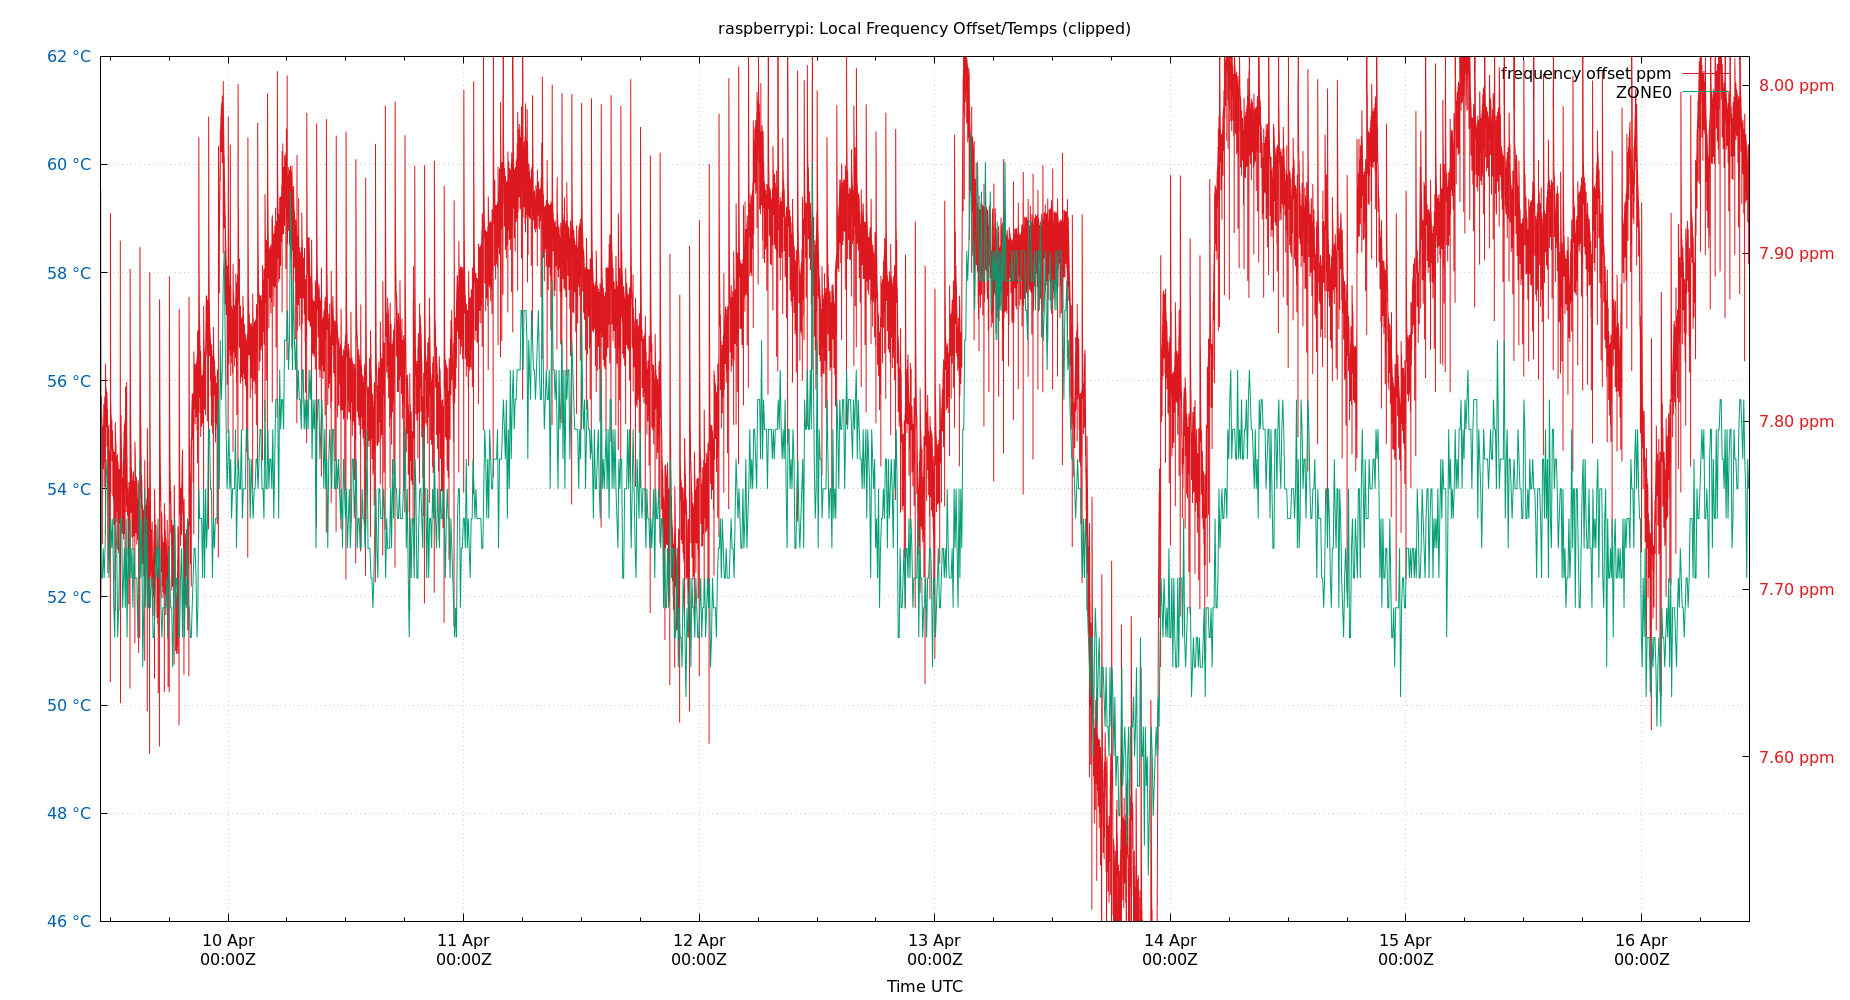 raspberrypi: Local Frequency Offset/Temps (clipped)
62 °C
60 °C
58 °C
56 °C
54 °C
52 °C
50 °C
48 °C
46 °C
frequency offset ppm
ZONE0
8.00 ppm
7.90 ppm
7.80 ppm
7.70 ppm
7.60 ppm
10 Apr
00:00Z
11 Apr
00:00Z
12 Apr
00:00Z
13 Apr
00:00Z
14 Apr
00:00Z
15 Apr
00:00Z
16 Apr
00:00Z
Time UTC